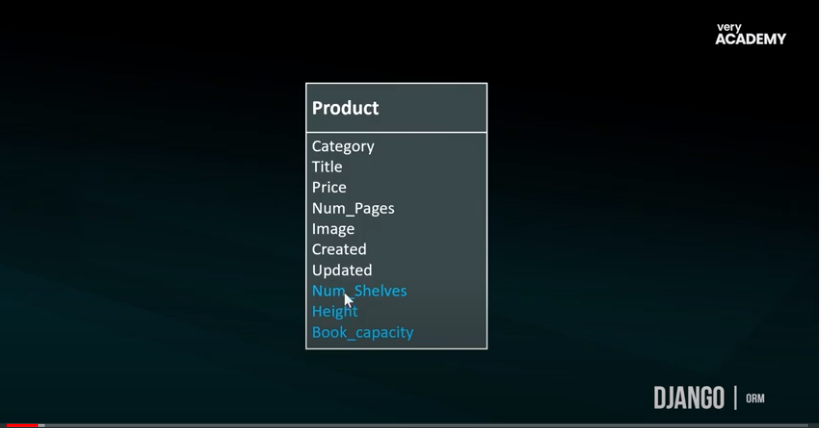 very
ACADEMY
Product
Category
Title
Price
Num_Pages
Image
Created
Updated
Num_Shelves
Height
Book_capacity
DJANGO | ORM